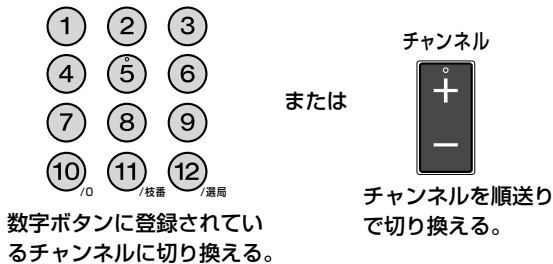 1 2 3
4 5 6
7 8 9
10/0 11/枝番 12/選局
数字ボタンに登録されてい
るチャンネルに切り換える。
または
チャンネル
+
−
チャンネルを順送り
で切り換える。